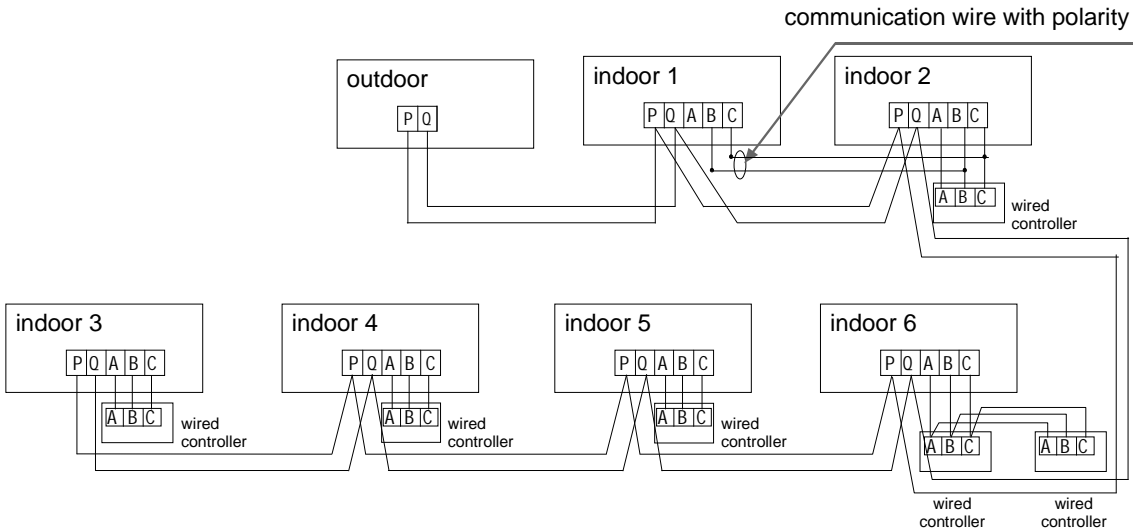 communication wire with polarity
outdoor
P Q
indoor 1
P Q A B C
indoor 2
P Q A B C
A B C
wired
controller
indoor 3
P Q A B C
A B C
wired
controller
indoor 4
P Q A B C
A B C
wired
controller
indoor 5
P Q A B C
A B C
wired
controller
indoor 6
P Q A B C
A B C
wired
controller
A B C
wired
controller